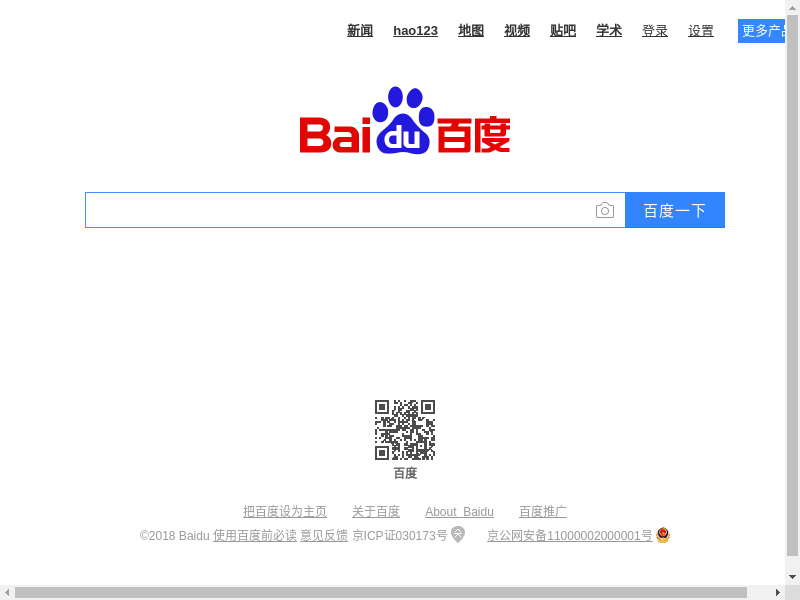 新闻 hao123 地图 视频 贴吧 学术 登录 设置 更多产品
Bai du 百度
百度一下
百度
把百度设为主页 关于百度 About Baidu 百度推广
©2018 Baidu 使用百度前必读 意见反馈 京ICP证030173号 京公网安备11000002000001号